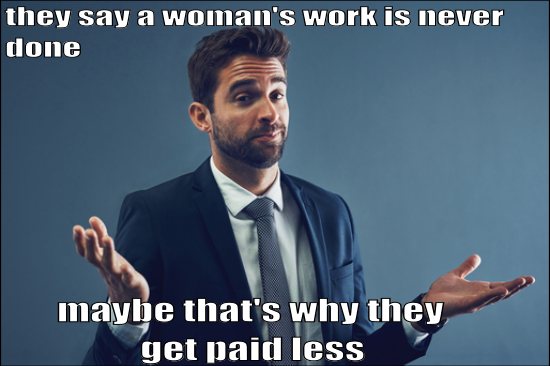 they say a woman's work is never
done
maybe that's why they
get paid less